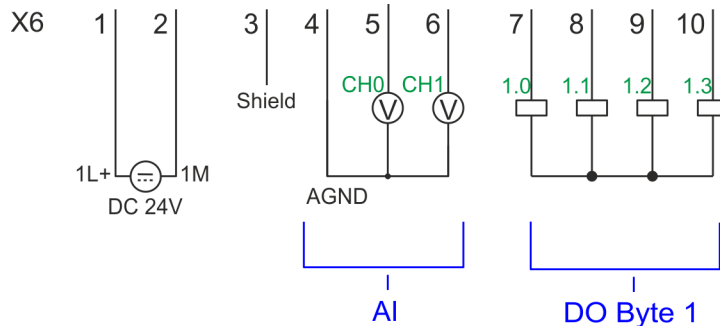 X6 1 2 3 4 5 6 7 8 9 10
CH0 CH1 1.0 1.1 1.2 1.3
Shield
V V
1L+ 1M
DC 24V
AGND
AI
DO Byte 1